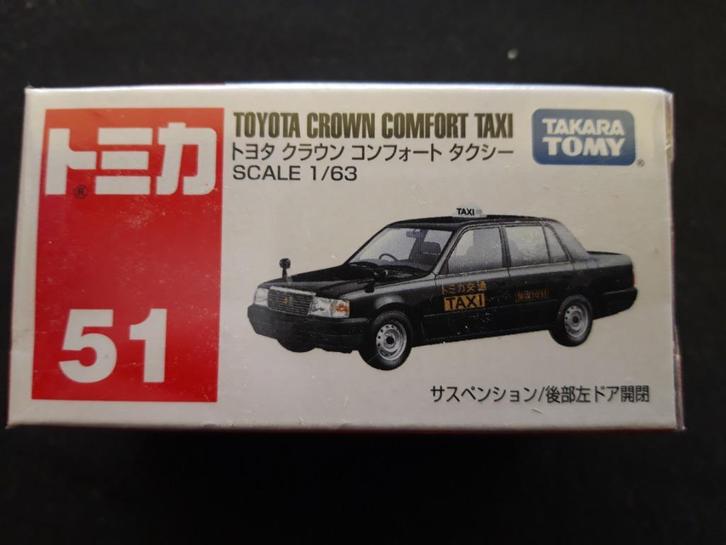 トミカ
®
51
TOYOTA CROWN COMFORT TAXI
トヨタ クラウン コンフォート タクシー
SCALE 1/63
TAKARA
TOMY
®
TAXI
トミカ交通
TAXI
サスペンション/後部左ドア開閉